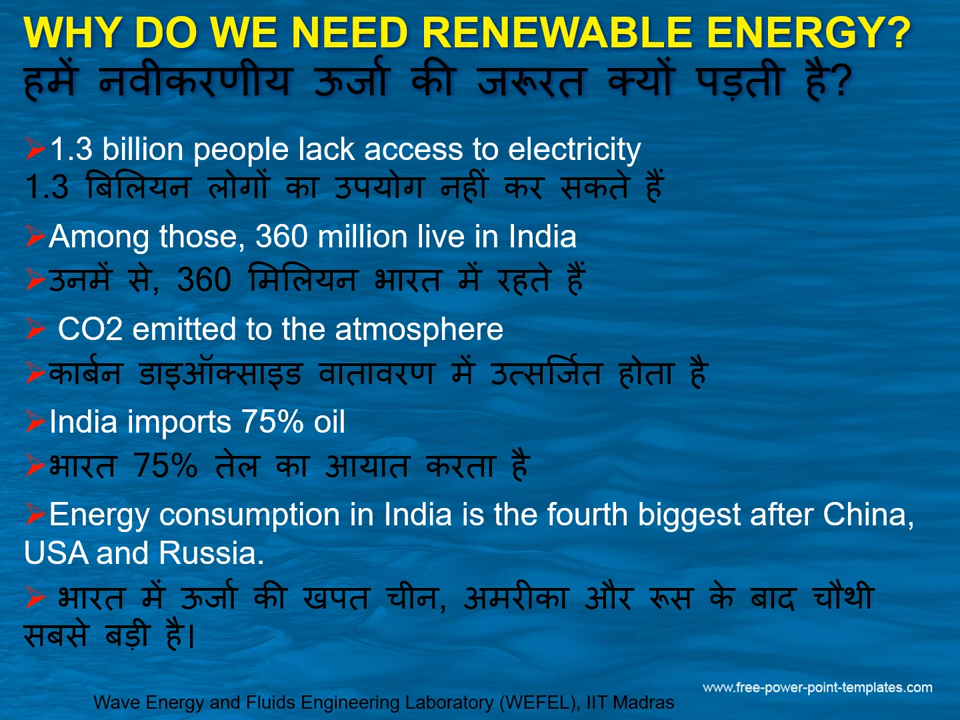 WHY DO WE NEED RENEWABLE ENERGY?
हमें नवीकरणीय ऊर्जा की जरूरत क्यों पड़ती है?
➢1.3 billion people lack access to electricity
1.3 बिलियन लोगों का उपयोग नहीं कर सकते हैं
➢Among those, 360 million live in India
➢उनमें से, 360 मिलियन भारत में रहते हैं
➢ CO2 emitted to the atmosphere
➢कार्बन डाइऑक्साइड वातावरण में उत्सर्जित होता है
➢India imports 75% oil
➢भारत 75% तेल का आयात करता है
➢Energy consumption in India is the fourth biggest after China,
USA and Russia.
➢ भारत में ऊर्जा की खपत चीन, अमरीका और रूस के बाद चौथी
सबसे बड़ी है।
www.free-power-point-templates.com
Wave Energy and Fluids Engineering Laboratory (WEFEL), IIT Madras